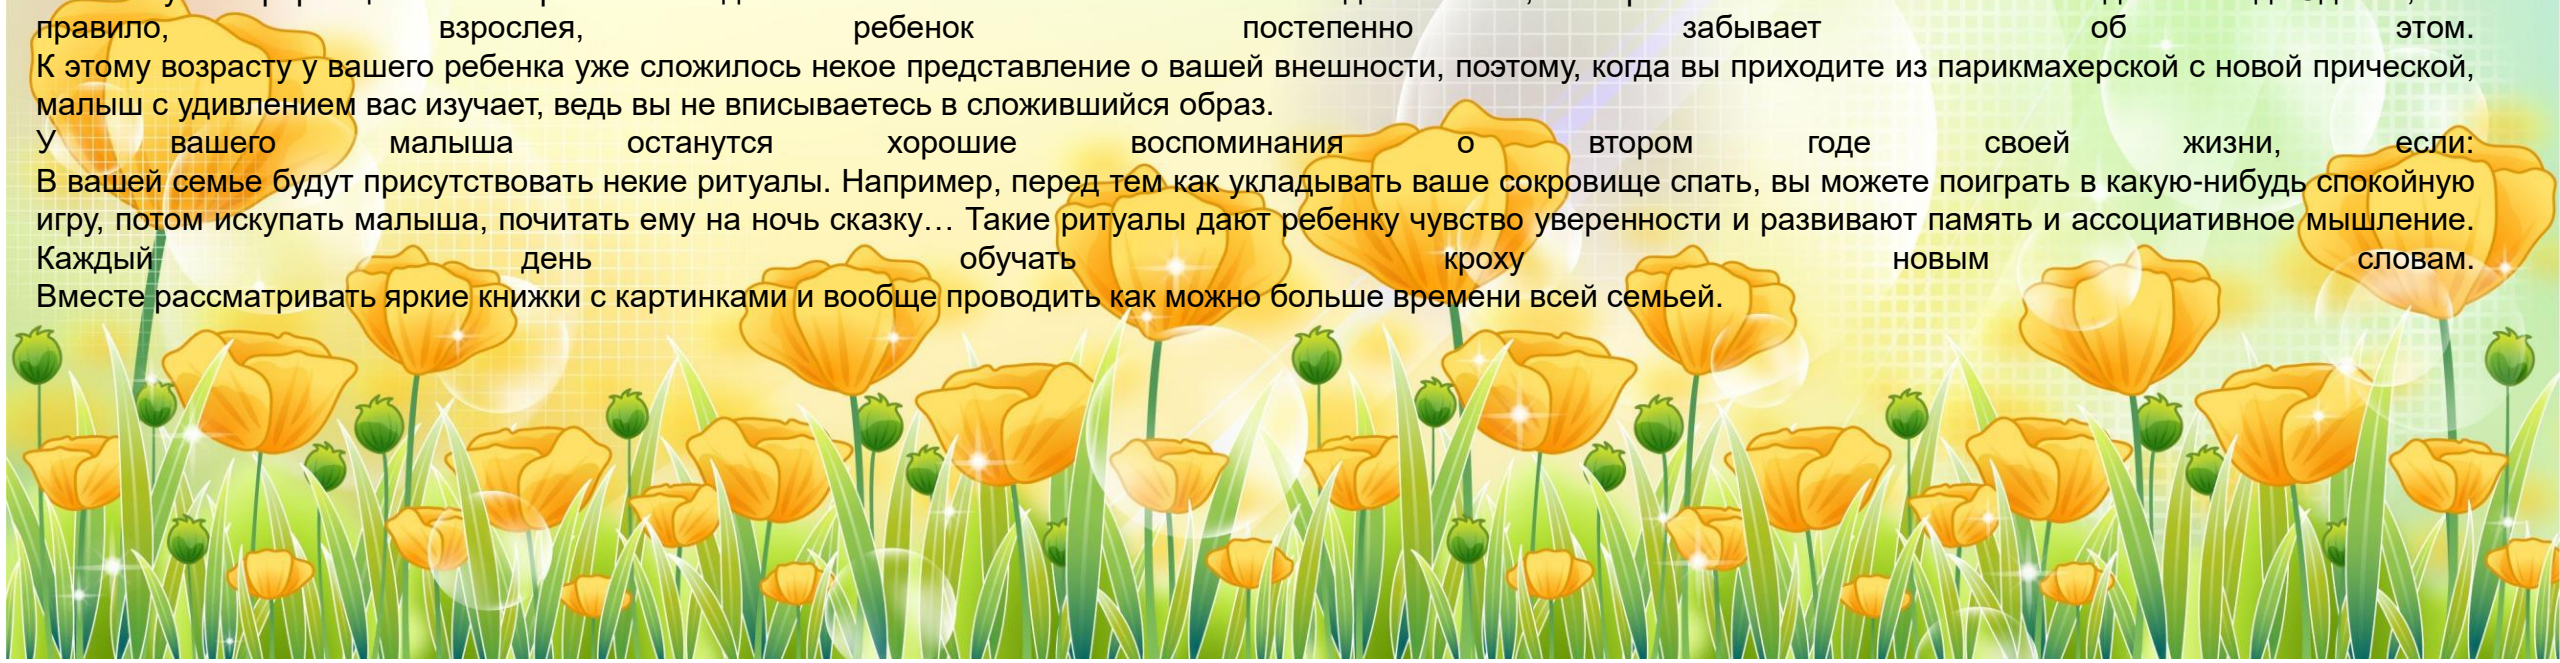 правило, взрослея, ребенок постепенно забывает об этом.
К этому возрасту у вашего ребенка уже сложилось некое представление о вашей внешности, поэтому, когда вы приходите из парикмахерской с новой прической,
малыш с удивлением вас изучает, ведь вы не вписываетесь в сложившийся образ.
У вашего малыша останутся хорошие воспоминания о втором годе своей жизни, если:
В вашей семье будут присутствовать некие ритуалы. Например, перед тем как укладывать ваше сокровище спать, вы можете поиграть в какую-нибудь спокойную
игру, потом искупать малыша, почитать ему на ночь сказку… Такие ритуалы дают ребенку чувство уверенности и развивают память и ассоциативное мышление.
Каждый день обучать кроху новым словам.
Вместе рассматривать яркие книжки с картинками и вообще проводить как можно больше времени всей семьей.